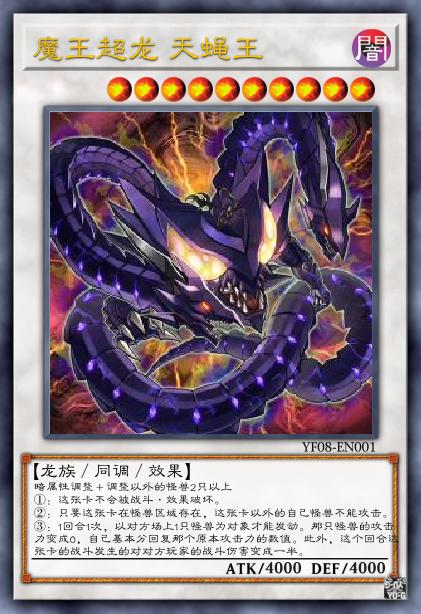 魔王超龙 天蝇王
闇
YF08-EN001
【龙族／同调／效果】
暗属性调整＋调整以外的怪兽2只以上
①：这张卡不会被战斗·效果破坏。
②：只要这张卡在怪兽区域存在，这张卡以外的自己怪兽不能攻击。
③：1回合1次，以对方场上1只怪兽为对象才能发动。那只怪兽的攻击
力变成0，自己基本分回复那个原本攻击力的数值。此外，这个回合这
张卡的战斗发生的对对方玩家的战斗伤害变成一半。
ATK/4000 DEF/4000